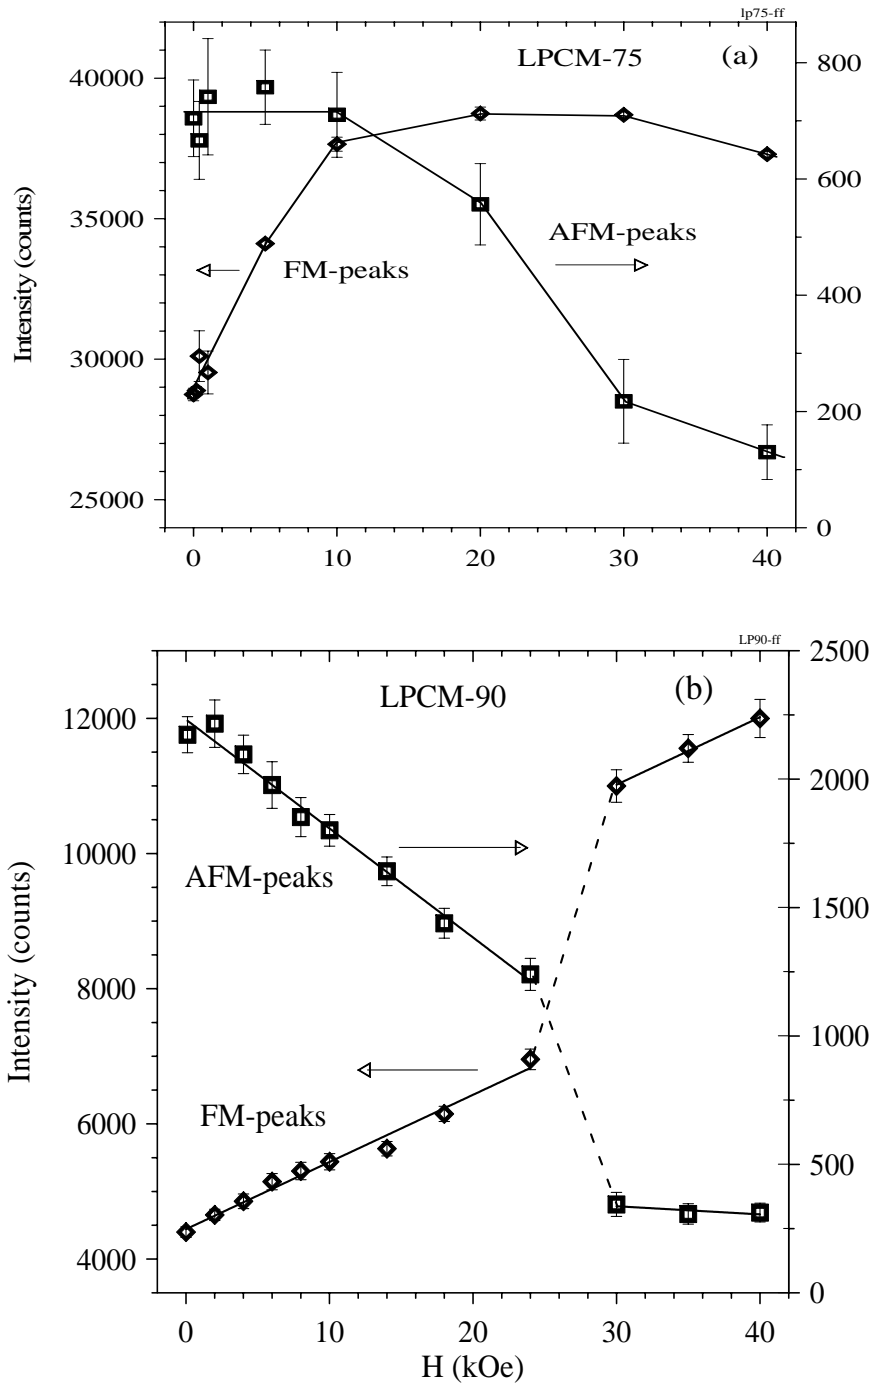 lp75-ff
LPCM-75
(a)
40000
35000
30000
25000
Intensity (counts)
800
600
400
200
0
AFM-peaks
FM-peaks
0 10 20 30 40
LP90-ff
LPCM-90
(b)
12000
10000
8000
6000
4000
Intensity (counts)
2500
2000
1500
1000
500
0
AFM-peaks
FM-peaks
0 10 20 30 40
H (kOe)